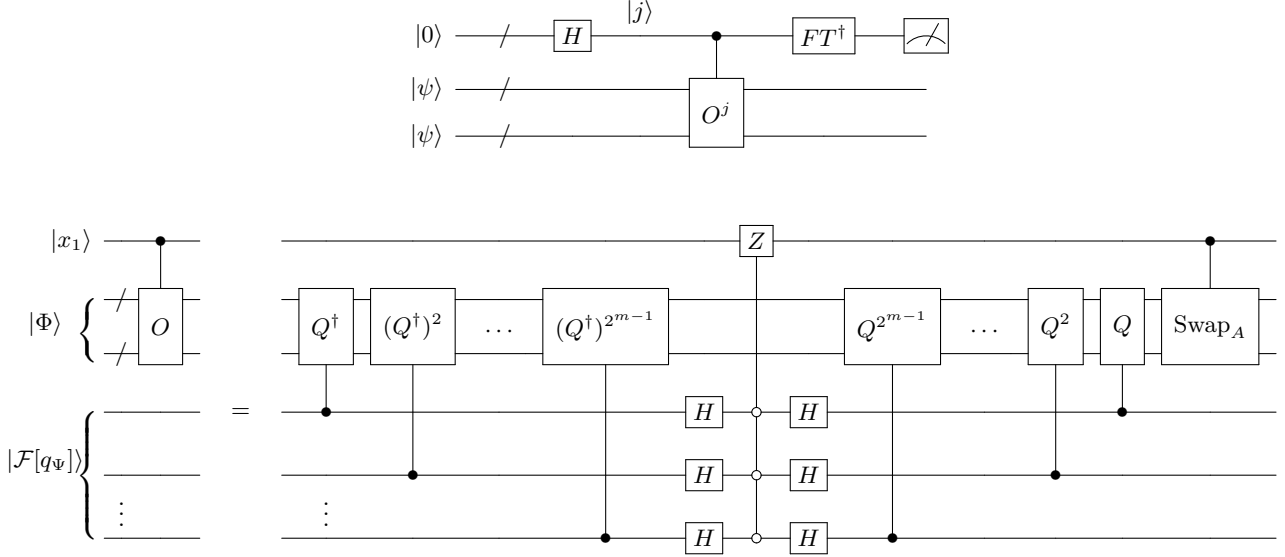 |j⟩
|0⟩ H FT†
|ψ⟩
O^j
|ψ⟩
|x₁⟩ Z
|Φ⟩ O Q† (Q†)² … (Q†)^{2^{m−1}} Q^{2^{m−1}} … Q² Q Swap_A
= H H
|ℱ[q_Ψ]⟩ H H
⋮ ⋮
H H